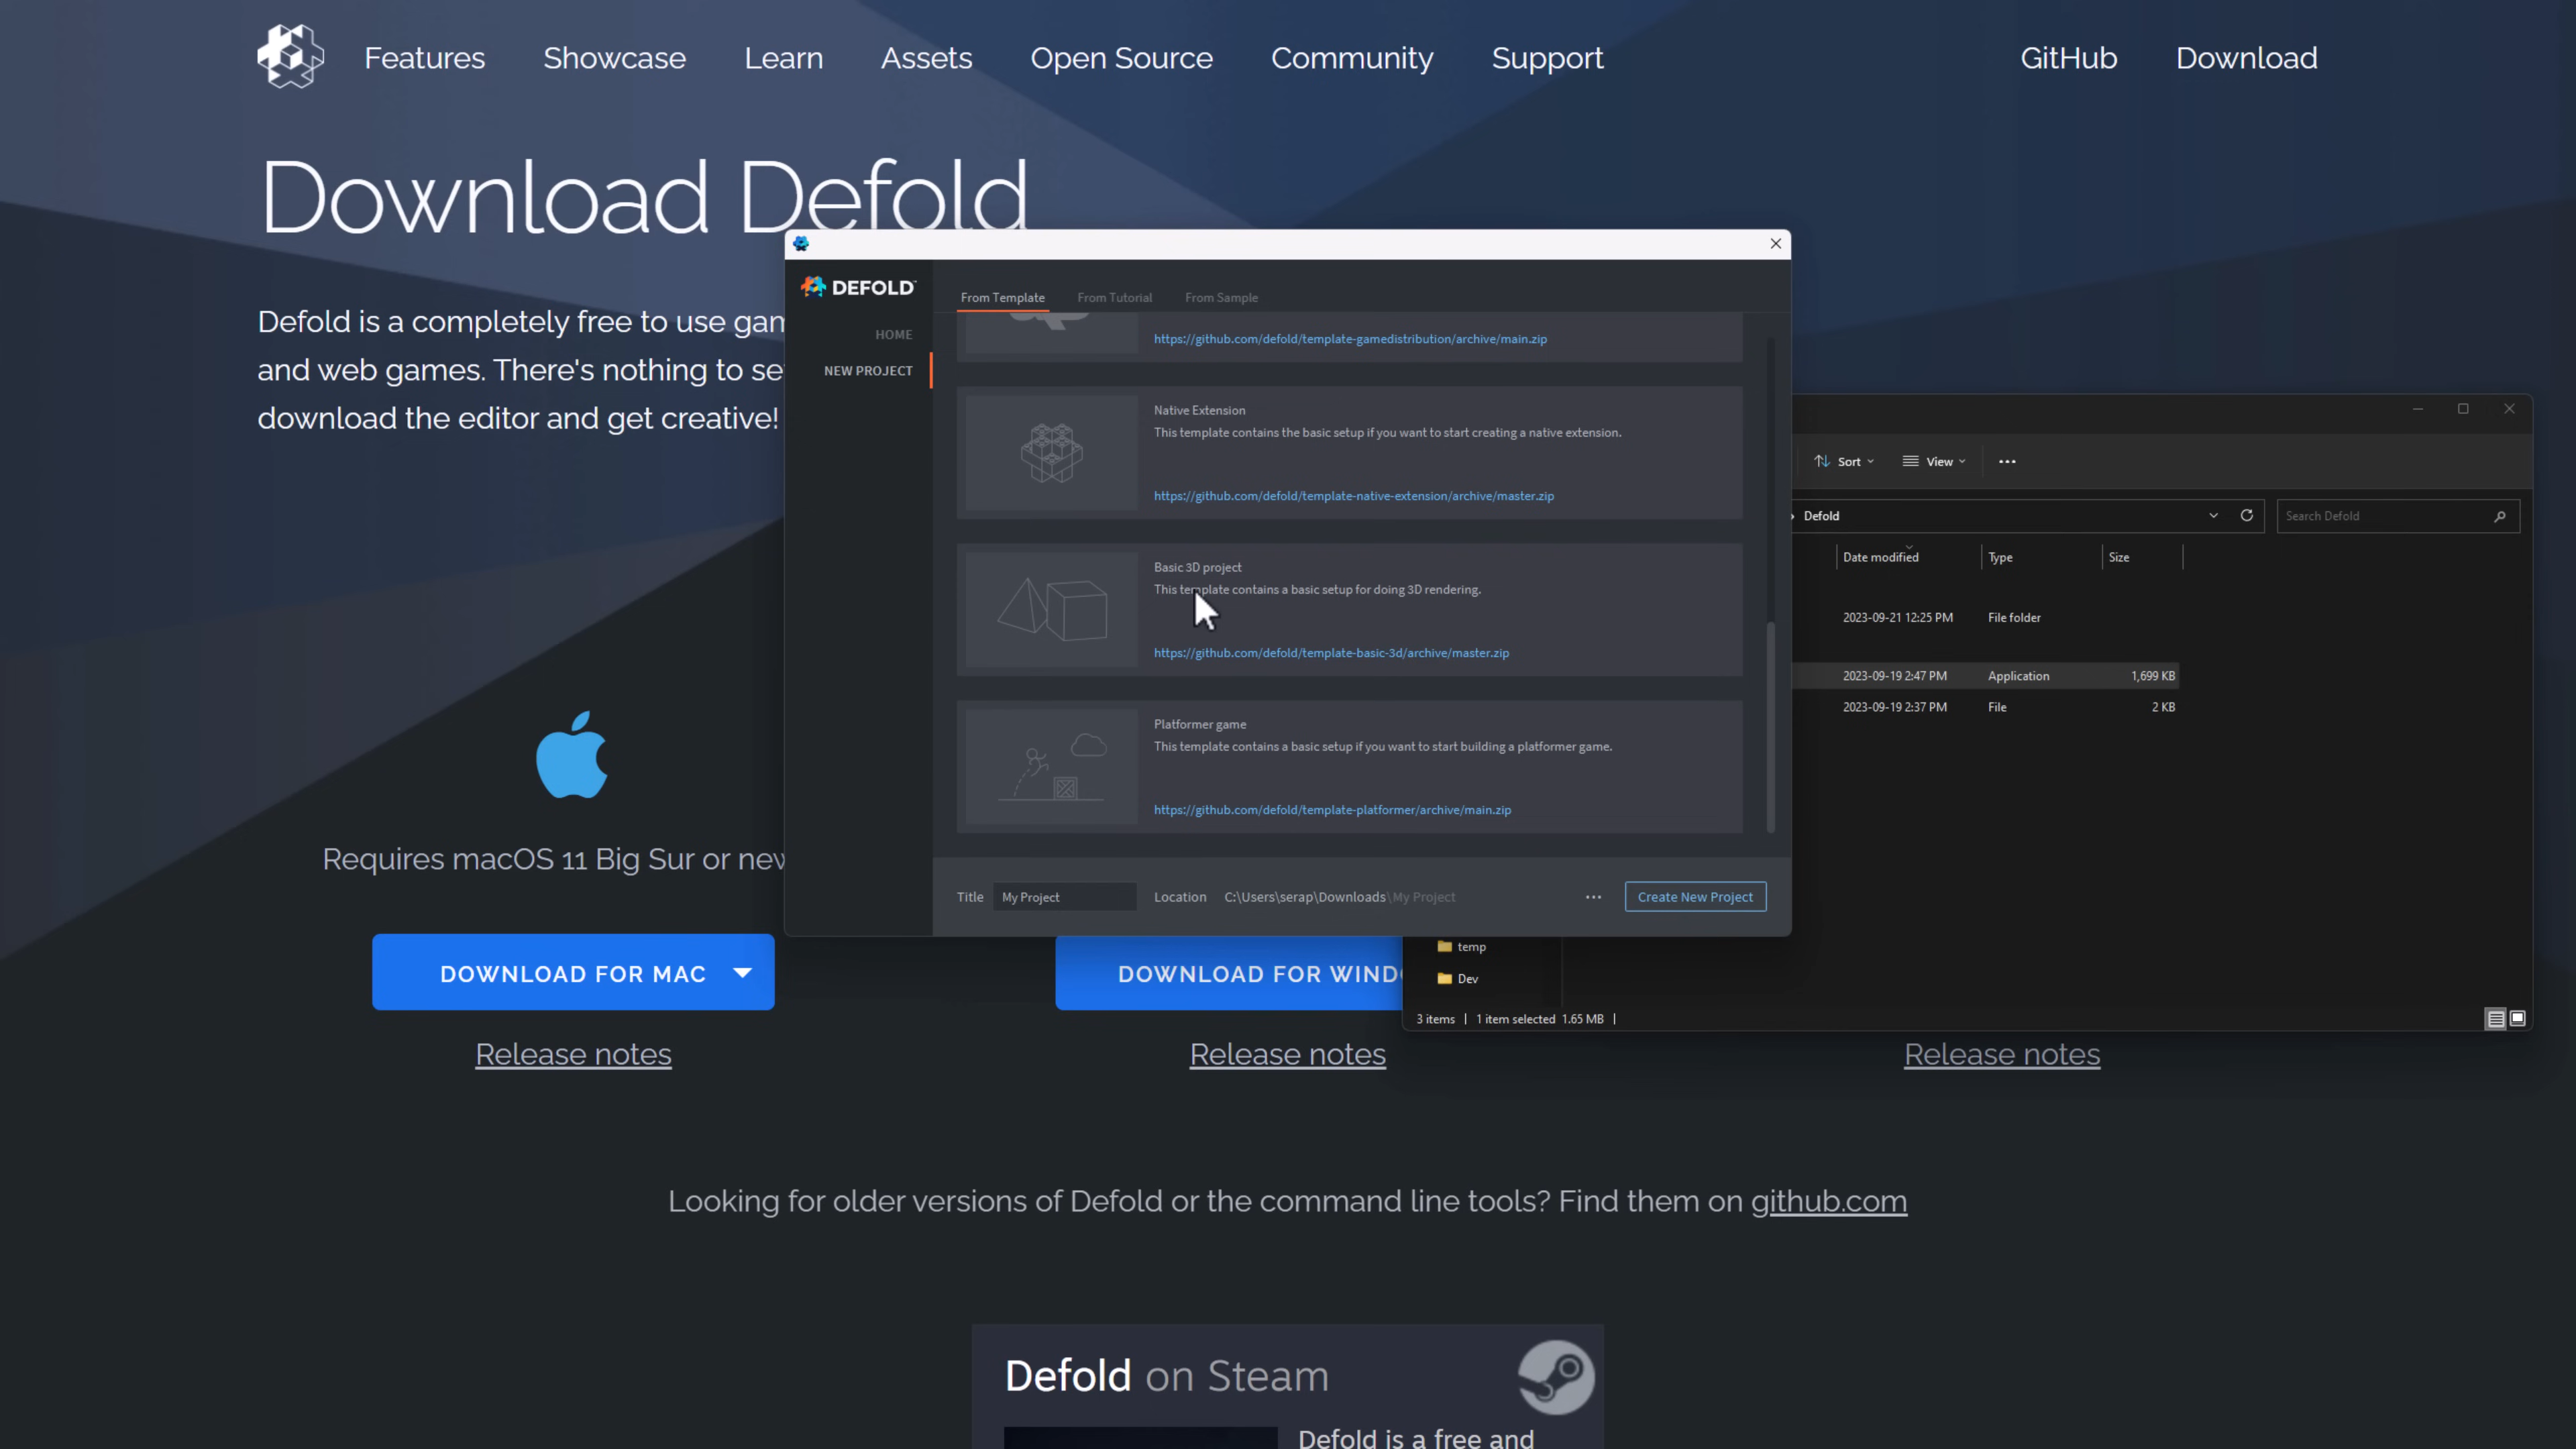 Features
Showcase
Learn
Assets
Open Source
Community
Support
GitHub
Download
Download Defold
Defold is a completely free to use
and web games. There's nothing to
download the editor and get creative!
DEFOLD
HOME
NEW PROJECT
From Template
From Tutorial
From Sample
https://github.com/defold/template-gamedistribution/archive/main.zip
Native Extension
This template contains the basic setup if you want to start creating a native extension.
https://github.com/defold/template-native-extension/archive/master.zip
Basic 3D project
This template contains a basic setup for doing 3D rendering.
https://github.com/defold/template-basic-3d/archive/master.zip
Platformer game
This template contains a basic setup if you want to start building a platformer game.
https://github.com/defold/template-platformer/archive/main.zip
Title
My Project
Location
C:\Users\serap\Downloads\My Project
Create New Project
Sort
View
Defold
Search Defold
Date modified
Type
Size
2023-09-21 12:25 PM
File folder
2023-09-19 2:47 PM
Application
1,699 KB
2023-09-19 2:37 PM
File
2 KB
temp
Dev
3 items
1 item selected 1.65 MB
Requires macOS 11 Big Sur or
DOWNLOAD FOR MAC
DOWNLOAD FOR
Release notes
Release notes
Release notes
Looking for older versions of Defold or the command line tools? Find them on github.com
Defold on Steam
Defold is a free and